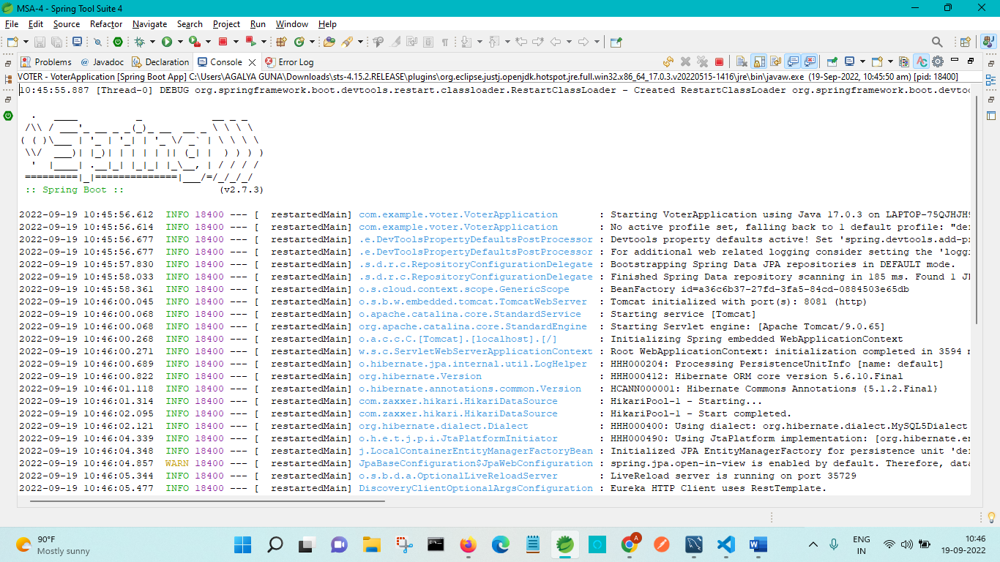 MSA-4 - Spring Tool Suite 4
File Edit Source Refactor Navigate Search Project Run Window Help
Problems @ Javadoc Declaration Console Error Log
VOTER - VoterApplication [Spring Boot App] C:\Users\AGALYA GUNA\Downloads\sts-4.15.2.RELEASE\plugins\org.eclipse.justj.openjdk.hotspot.jre.full.win32.x86_64_17.0.3.v20220515-1416\jre\bin\javaw.exe (19-Sep-2022, 10:45:50 am) [pid: 18400]
10:45:55.887 [Thread-0] DEBUG org.springframework.boot.devtools.restart.classloader.RestartClassLoader - Created RestartClassLoader org.springframework.boot.devtoo
  .   ____          _            __ _ _
 /\\ / ___'_ __ _ _(_)_ __  __ _ \ \ \ \
( ( )\___ | '_ | '_| | '_ \/ _` | \ \ \ \
 \\/  ___)| |_)| | | | | || (_| |  ) ) ) )
  '  |____| .__|_| |_|_| |_\__, | / / / /
 =========|_|==============|___/=/_/_/_/
 :: Spring Boot ::                (v2.7.3)
2022-09-19 10:45:56.612  INFO 18400 --- [  restartedMain] com.example.voter.VoterApplication       : Starting VoterApplication using Java 17.0.3 on LAPTOP-75QJHJH9
2022-09-19 10:45:56.614  INFO 18400 --- [  restartedMain] com.example.voter.VoterApplication       : No active profile set, falling back to 1 default profile: "de
2022-09-19 10:45:56.677  INFO 18400 --- [  restartedMain] .e.DevToolsPropertyDefaultsPostProcessor : Devtools property defaults active! Set 'spring.devtools.add-p
2022-09-19 10:45:56.677  INFO 18400 --- [  restartedMain] .e.DevToolsPropertyDefaultsPostProcessor : For additional web related logging consider setting the 'loggi
2022-09-19 10:45:57.830  INFO 18400 --- [  restartedMain] .s.d.r.c.RepositoryConfigurationDelegate : Bootstrapping Spring Data JPA repositories in DEFAULT mode.
2022-09-19 10:45:58.033  INFO 18400 --- [  restartedMain] .s.d.r.c.RepositoryConfigurationDelegate : Finished Spring Data repository scanning in 185 ms. Found 1 J
2022-09-19 10:45:58.361  INFO 18400 --- [  restartedMain] o.s.cloud.context.scope.GenericScope     : BeanFactory id=a36c6b37-27fd-3fa5-84cd-0884503e65db
2022-09-19 10:46:00.045  INFO 18400 --- [  restartedMain] o.s.b.w.embedded.tomcat.TomcatWebServer  : Tomcat initialized with port(s): 8081 (http)
2022-09-19 10:46:00.068  INFO 18400 --- [  restartedMain] o.apache.catalina.core.StandardService   : Starting service [Tomcat]
2022-09-19 10:46:00.068  INFO 18400 --- [  restartedMain] org.apache.catalina.core.StandardEngine  : Starting Servlet engine: [Apache Tomcat/9.0.65]
2022-09-19 10:46:00.268  INFO 18400 --- [  restartedMain] o.a.c.c.C.[Tomcat].[localhost].[/]       : Initializing Spring embedded WebApplicationContext
2022-09-19 10:46:00.271  INFO 18400 --- [  restartedMain] w.s.c.ServletWebServerApplicationContext : Root WebApplicationContext: initialization completed in 3594 m
2022-09-19 10:46:00.689  INFO 18400 --- [  restartedMain] o.hibernate.jpa.internal.util.LogHelper  : HHH000204: Processing PersistenceUnitInfo [name: default]
2022-09-19 10:46:00.822  INFO 18400 --- [  restartedMain] org.hibernate.Version                    : HHH000412: Hibernate ORM core version 5.6.10.Final
2022-09-19 10:46:01.118  INFO 18400 --- [  restartedMain] o.hibernate.annotations.common.Version   : HCANN000001: Hibernate Commons Annotations {5.1.2.Final}
2022-09-19 10:46:01.314  INFO 18400 --- [  restartedMain] com.zaxxer.hikari.HikariDataSource       : HikariPool-1 - Starting...
2022-09-19 10:46:02.095  INFO 18400 --- [  restartedMain] com.zaxxer.hikari.HikariDataSource       : HikariPool-1 - Start completed.
2022-09-19 10:46:02.121  INFO 18400 --- [  restartedMain] org.hibernate.dialect.Dialect            : HHH000400: Using dialect: org.hibernate.dialect.MySQL5Dialect
2022-09-19 10:46:04.339  INFO 18400 --- [  restartedMain] o.h.e.t.j.p.i.JtaPlatformInitiator       : HHH000490: Using JtaPlatform implementation: [org.hibernate.en
2022-09-19 10:46:04.348  INFO 18400 --- [  restartedMain] j.LocalContainerEntityManagerFactoryBean : Initialized JPA EntityManagerFactory for persistence unit 'de
2022-09-19 10:46:04.857  WARN 18400 --- [  restartedMain] JpaBaseConfiguration$JpaWebConfiguration : spring.jpa.open-in-view is enabled by default. Therefore, data
2022-09-19 10:46:05.344  INFO 18400 --- [  restartedMain] o.s.b.d.a.OptionalLiveReloadServer       : LiveReload server is running on port 35729
2022-09-19 10:46:05.477  INFO 18400 --- [  restartedMain] DiscoveryClientOptionalArgsConfiguration : Eureka HTTP Client uses RestTemplate.
90°F
Mostly sunny
A
ENG
IN
10:46
19-09-2022